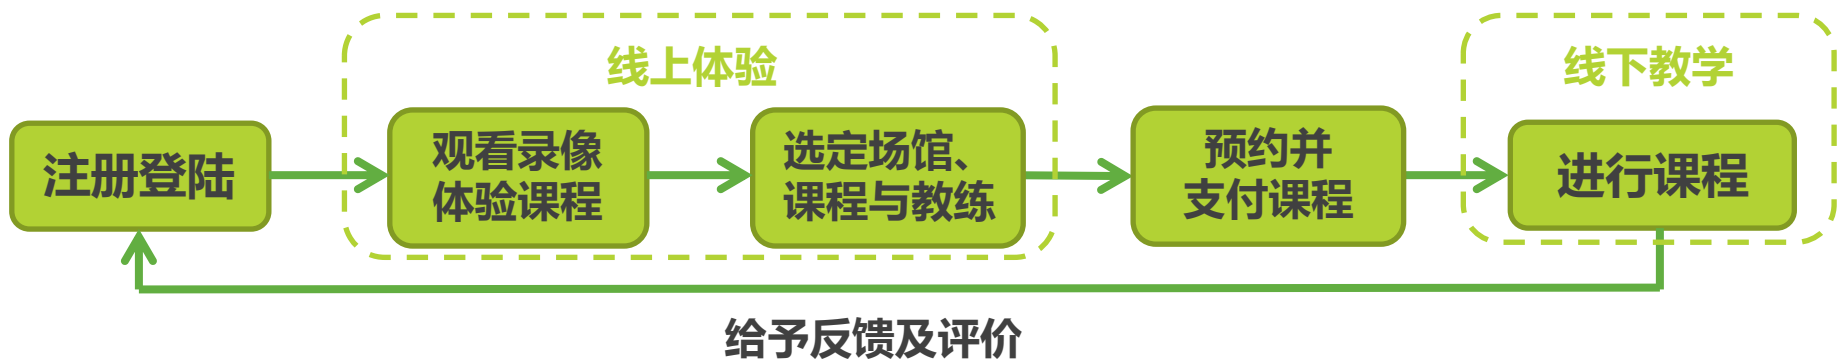 线上体验
线下教学
注册登陆
观看录像
体验课程
选定场馆、
课程与教练
预约并
支付课程
进行课程
给予反馈及评价